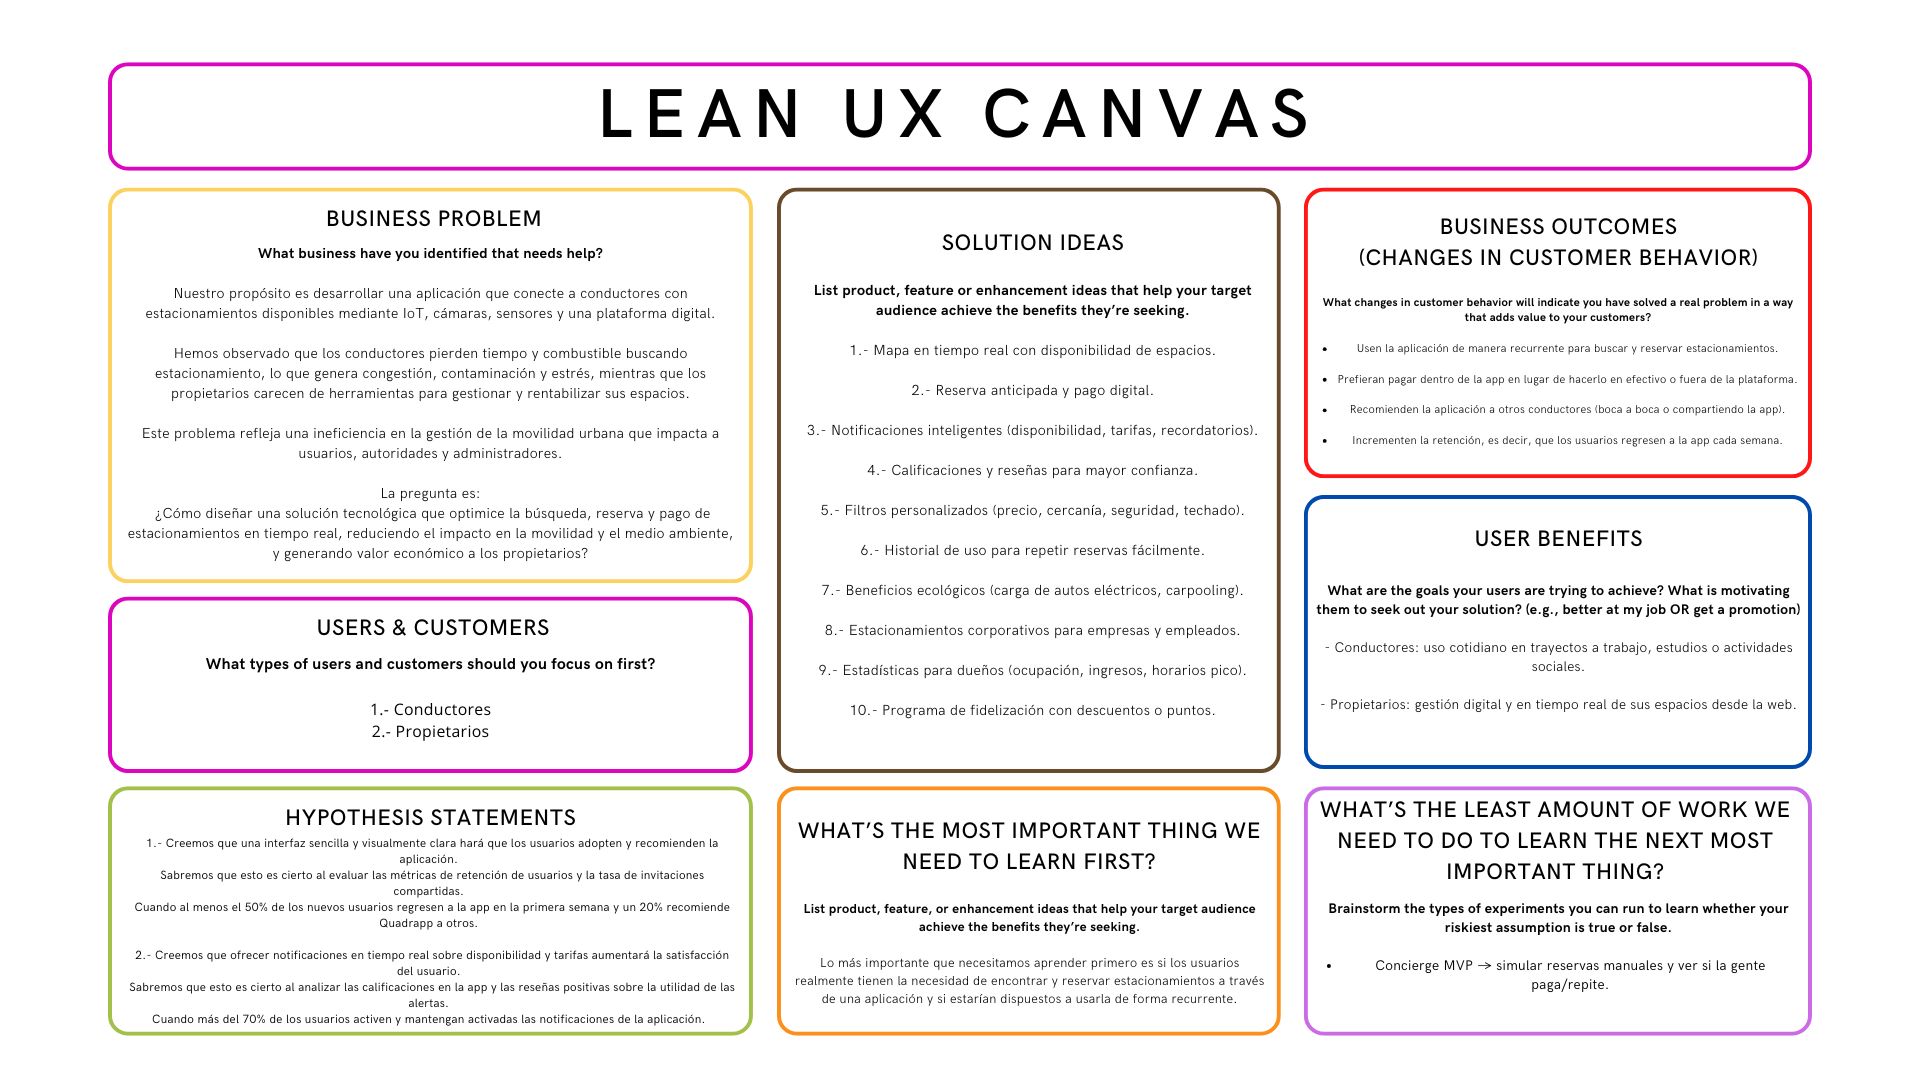 LEAN UX CANVAS
BUSINESS PROBLEM
What business have you identified that needs help?
Nuestro propósito es desarrollar una aplicación que conecte a conductores con
estacionamientos disponibles mediante IoT, cámaras, sensores y una plataforma digital.
Hemos observado que los conductores pierden tiempo y combustible buscando
estacionamiento, lo que genera congestión, contaminación y estrés, mientras que los
propietarios carecen de herramientas para gestionar y rentabilizar sus espacios.
Este problema refleja una ineficiencia en la gestión de la movilidad urbana que impacta a
usuarios, autoridades y administradores.
La pregunta es:
¿Cómo diseñar una solución tecnológica que optimice la búsqueda, reserva y pago de
estacionamientos en tiempo real, reduciendo el impacto en la movilidad y el medio ambiente,
y generando valor económico a los propietarios?
USERS & CUSTOMERS
What types of users and customers should you focus on first?
1.- Conductores
2.- Propietarios
HYPOTHESIS STATEMENTS
1.- Creemos que una interfaz sencilla y visualmente clara hará que los usuarios adopten y recomienden la
aplicación.
Sabremos que esto es cierto al evaluar las métricas de retención de usuarios y la tasa de invitaciones
compartidas.
Cuando al menos el 50% de los nuevos usuarios regresen a la app en la primera semana y un 20% recomiende
Quadrapp a otros.
2.- Creemos que ofrecer notificaciones en tiempo real sobre disponibilidad y tarifas aumentará la satisfacción
del usuario.
Sabremos que esto es cierto al analizar las calificaciones en la app y las reseñas positivas sobre la utilidad de las
alertas.
Cuando más del 70% de los usuarios activen y mantengan activadas las notificaciones de la aplicación.
SOLUTION IDEAS
List product, feature or enhancement ideas that help your target
audience achieve the benefits they're seeking.
1.- Mapa en tiempo real con disponibilidad de espacios.
2.- Reserva anticipada y pago digital.
3.- Notificaciones inteligentes (disponibilidad, tarifas, recordatorios).
4.- Calificaciones y reseñas para mayor confianza.
5.- Filtros personalizados (precio, cercanía, seguridad, techado).
6.- Historial de uso para repetir reservas fácilmente.
7.- Beneficios ecológicos (carga de autos eléctricos, carpooling).
8.- Estacionamientos corporativos para empresas y empleados.
9.- Estadísticas para dueños (ocupación, ingresos, horarios pico).
10.- Programa de fidelización con descuentos o puntos.
WHAT'S THE MOST IMPORTANT THING WE
NEED TO LEARN FIRST?
List product, feature, or enhancement ideas that help your target audience
achieve the benefits they're seeking.
Lo más importante que necesitamos aprender primero es si los usuarios
realmente tienen la necesidad de encontrar y reservar estacionamientos a través
de una aplicación y si estarían dispuestos a usarla de forma recurrente.
BUSINESS OUTCOMES
(CHANGES IN CUSTOMER BEHAVIOR)
What changes in customer behavior will indicate you have solved a real problem in a way
that adds value to your customers?
• Usen la aplicación de manera recurrente para buscar y reservar estacionamientos.
• Prefieran pagar dentro de la app en lugar de hacerlo en efectivo o fuera de la plataforma.
• Recomienden la aplicación a otros conductores (boca a boca o compartiendo la app).
• Incrementen la retención, es decir, que los usuarios regresen a la app cada semana.
USER BENEFITS
What are the goals your users are trying to achieve? What is motivating
them to seek out your solution? (e.g., better at my job OR get a promotion)
- Conductores: uso cotidiano en trayectos a trabajo, estudios o actividades
sociales.
- Propietarios: gestión digital y en tiempo real de sus espacios desde la web.
WHAT'S THE LEAST AMOUNT OF WORK WE
NEED TO DO TO LEARN THE NEXT MOST
IMPORTANT THING?
Brainstorm the types of experiments you can run to learn whether your
riskiest assumption is true or false.
• Concierge MVP → simular reservas manuales y ver si la gente
paga/repite.